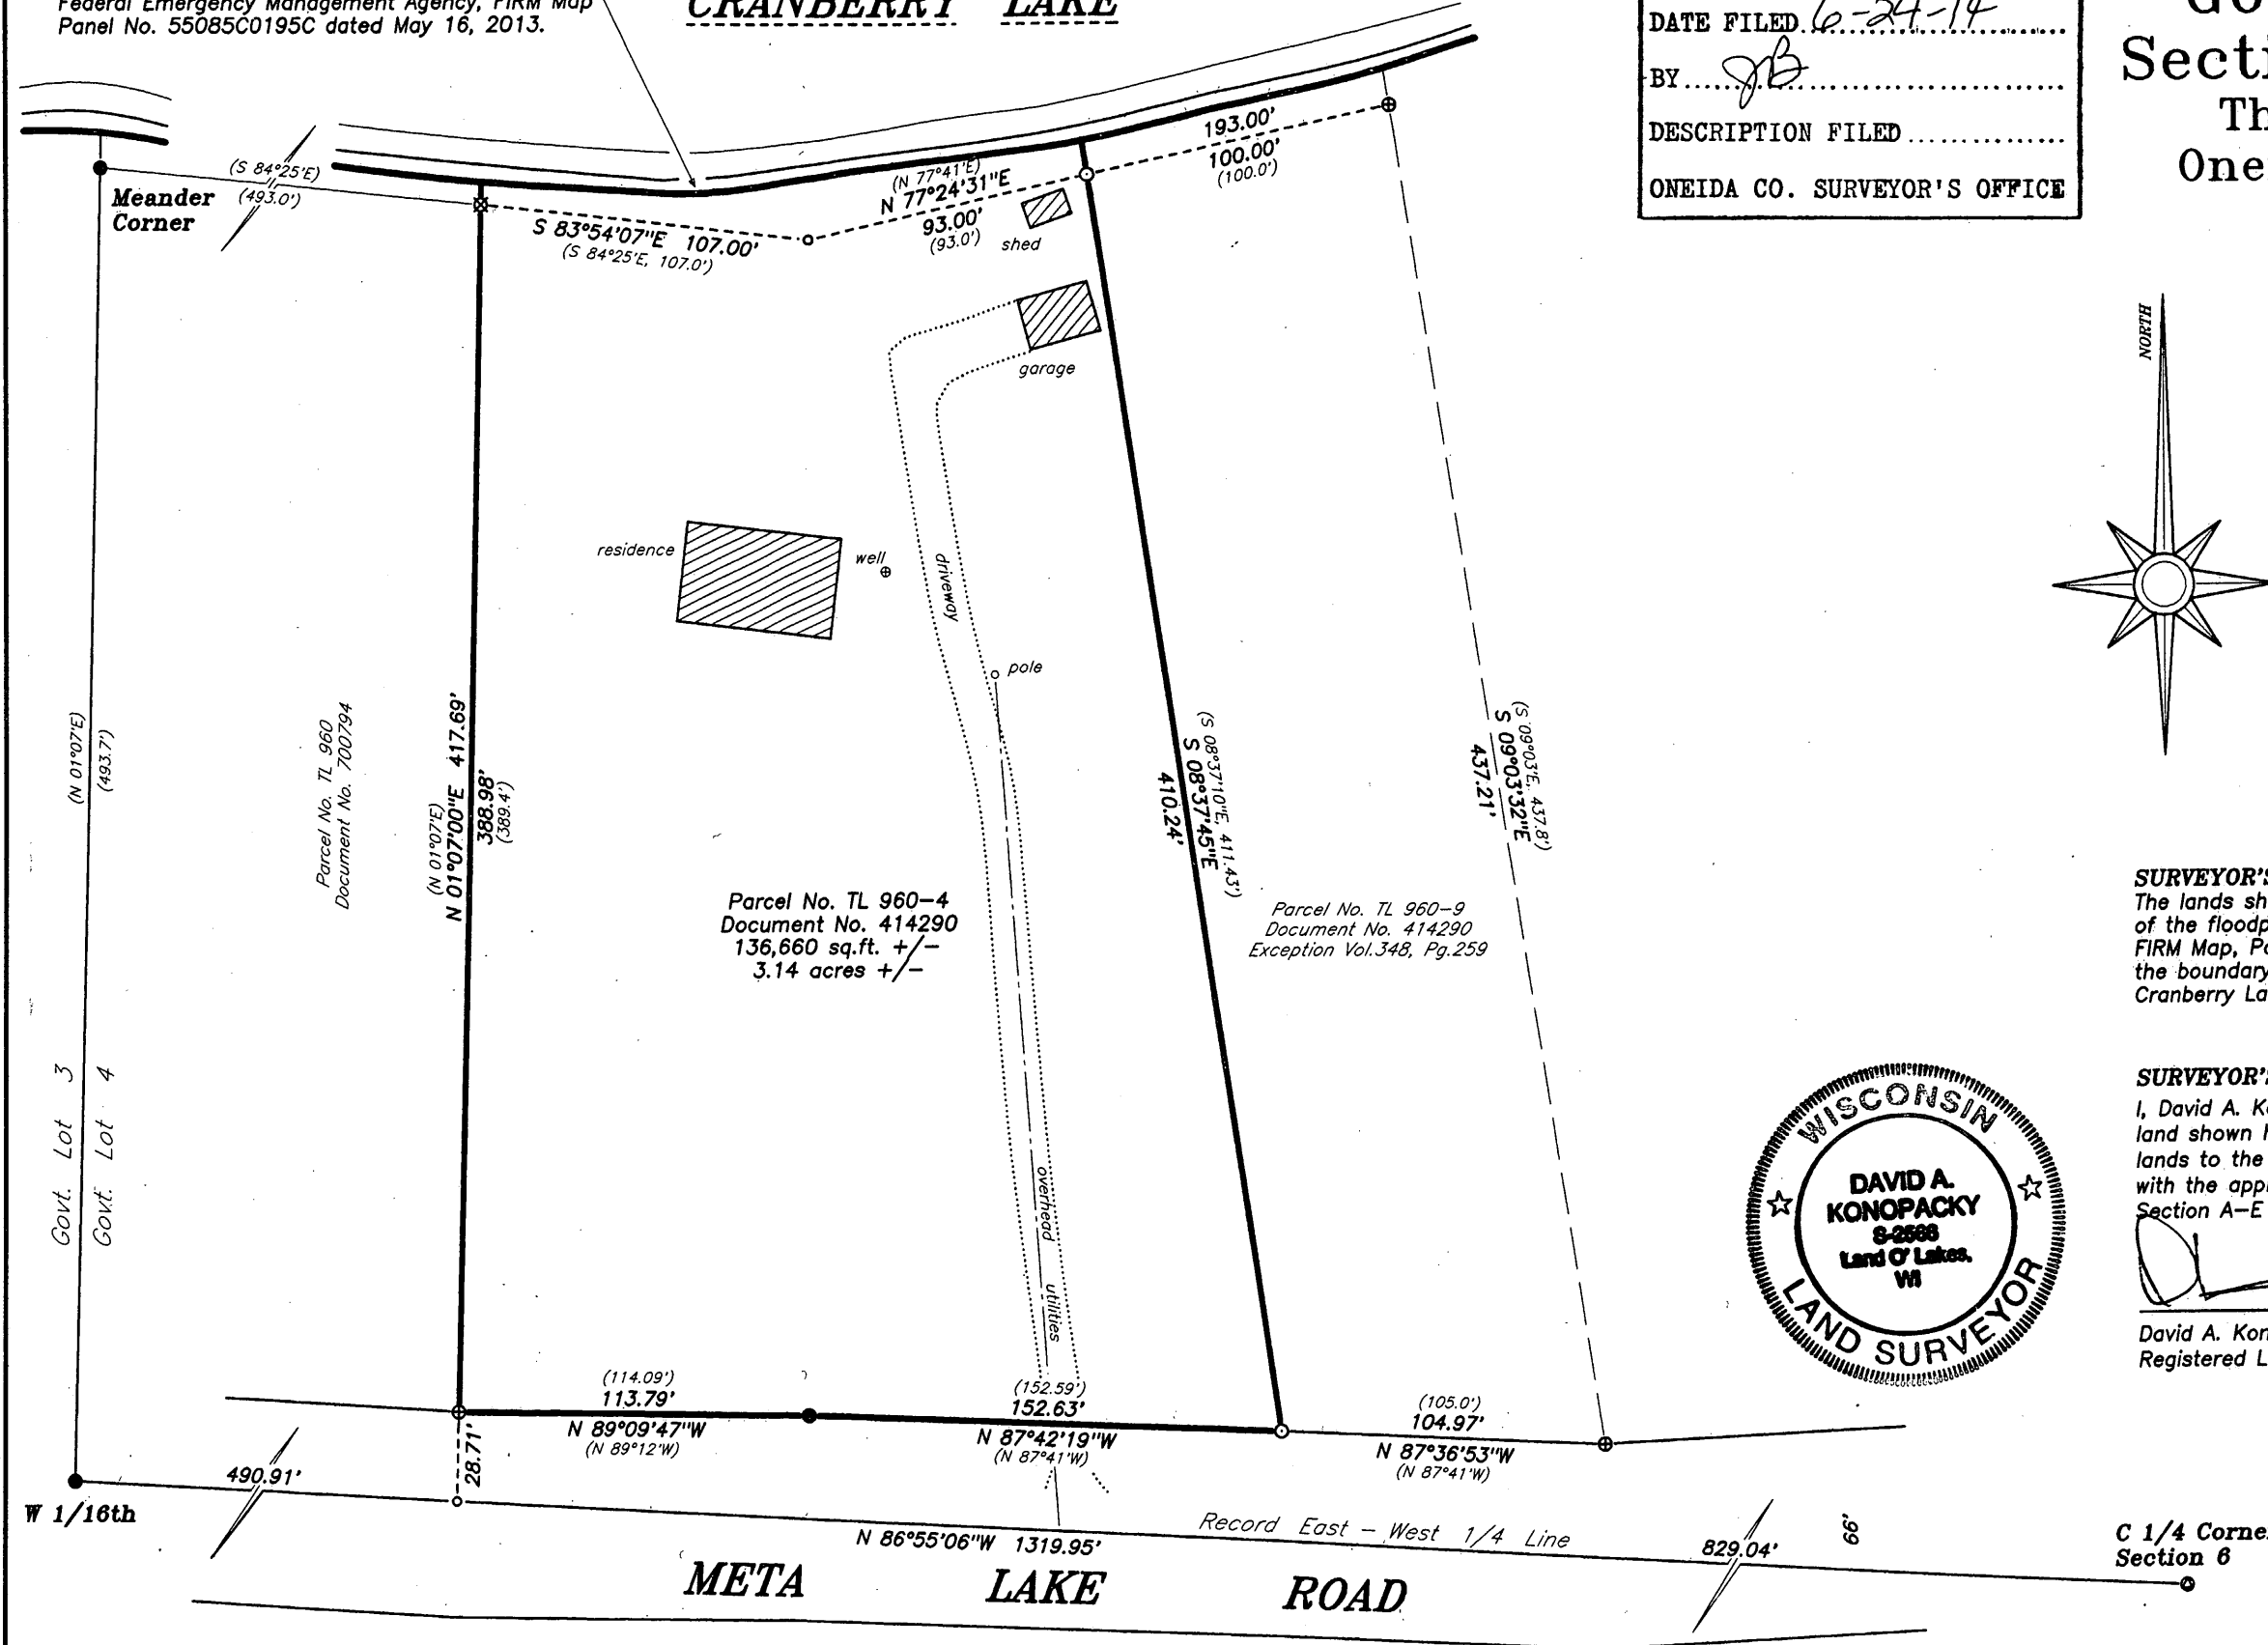 Federal Emergency Management Agency, FIRM Map
Panel No. 55085C0195C dated May 16, 2013.
CRANBERRY LAKE
DATE FILED 6-24-14
BY JB
DESCRIPTION FILED
ONEIDA CO. SURVEYOR'S OFFICE
Secti
Th
One
NORTH
Meander
Corner
(S 84°25'E)
(493.0')
S 83°54'07"E 107.00'
(S 84°25'E, 107.0')
(N 77°41'E)
N 77°24'31"E
93.00'
(93.0')
193.00'
100.00'
(100.0')
shed
garage
residence
well
driveway
pole
(N 01°07'E)
(493.7')
Parcel No. TL 960
Document No. 700794
(N 01°07'E)
N 01°07'00"E 417.69'
388.98'
(389.4')
(S 08°37'10"E, 411.43')
S 08°37'45"E
410.24'
(S 09°03'E, 437.8')
S 09°03'32"E
437.21'
Parcel No. TL 960-4
Document No. 414290
136,660 sq.ft. +/-
3.14 acres +/-
Parcel No. TL 960-9
Document No. 414290
Exception Vol.348, Pg.259
SURVEYOR'S
The lands sh
of the floodp
FIRM Map, Pa
the boundary
Cranberry La
SURVEYOR'S
I, David A. K
land shown h
lands to the
with the app
Section A-E
David A. Kon
Registered L
WISCONSIN
DAVID A.
KONOPACKY
S-2566
Land O' Lakes,
WI
LAND SURVEYOR
Govt. Lot 3
Govt. Lot 4
overhead
utilities
(114.09')
113.79'
N 89°09'47"W
(N 89°12'W)
(152.59')
152.63'
N 87°42'19"W
(N 87°41'W)
(105.0')
104.97'
N 87°36'53"W
(N 87°41'W)
28.71'
490.91'
W 1/16th
N 86°55'06"W 1319.95'
Record East - West 1/4 Line
829.04'
66'
C 1/4 Corne
Section 6
META LAKE ROAD